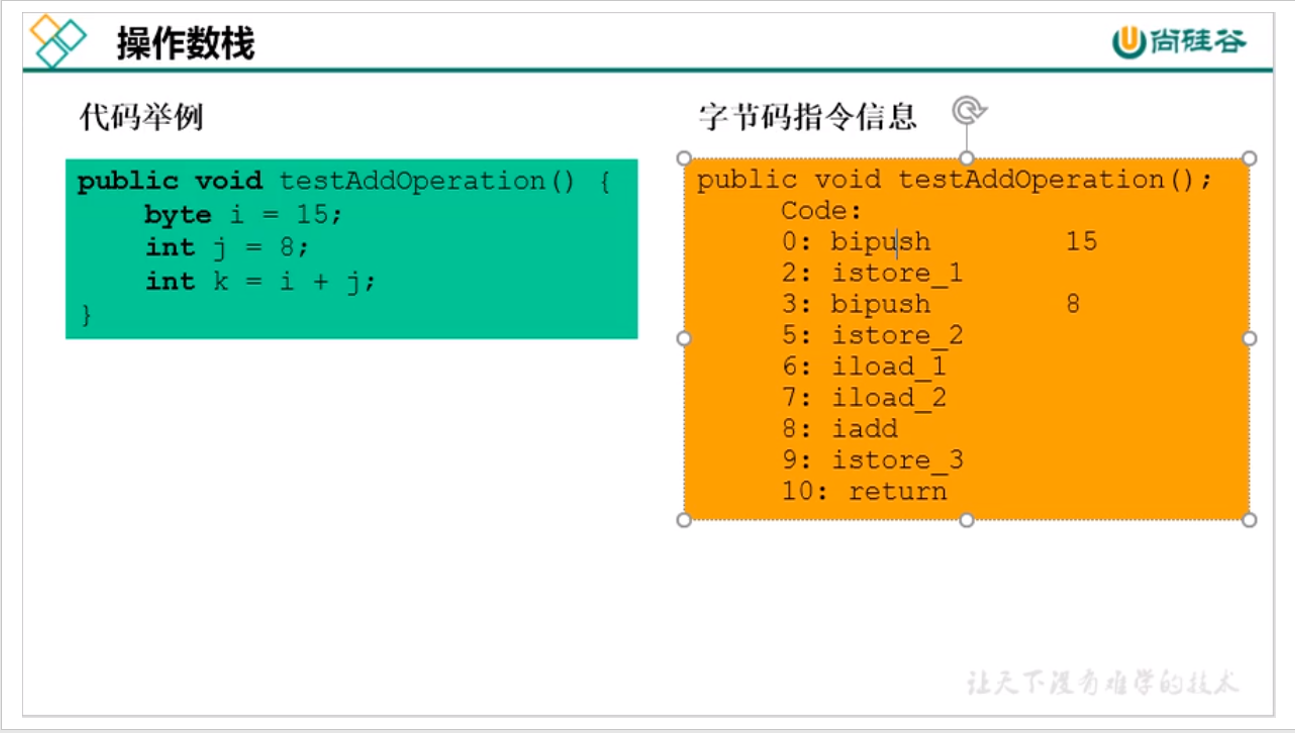 操作数栈
尚硅谷
代码举例
public void testAddOperation() {
    byte i = 15;
    int j = 8;
    int k = i + j;
}
字节码指令信息
public void testAddOperation();
     Code:
     0: bipush        15
     2: istore_1
     3: bipush        8
     5: istore_2
     6: iload_1
     7: iload_2
     8: iadd
     9: istore_3
     10: return
让天下没有难学的技术